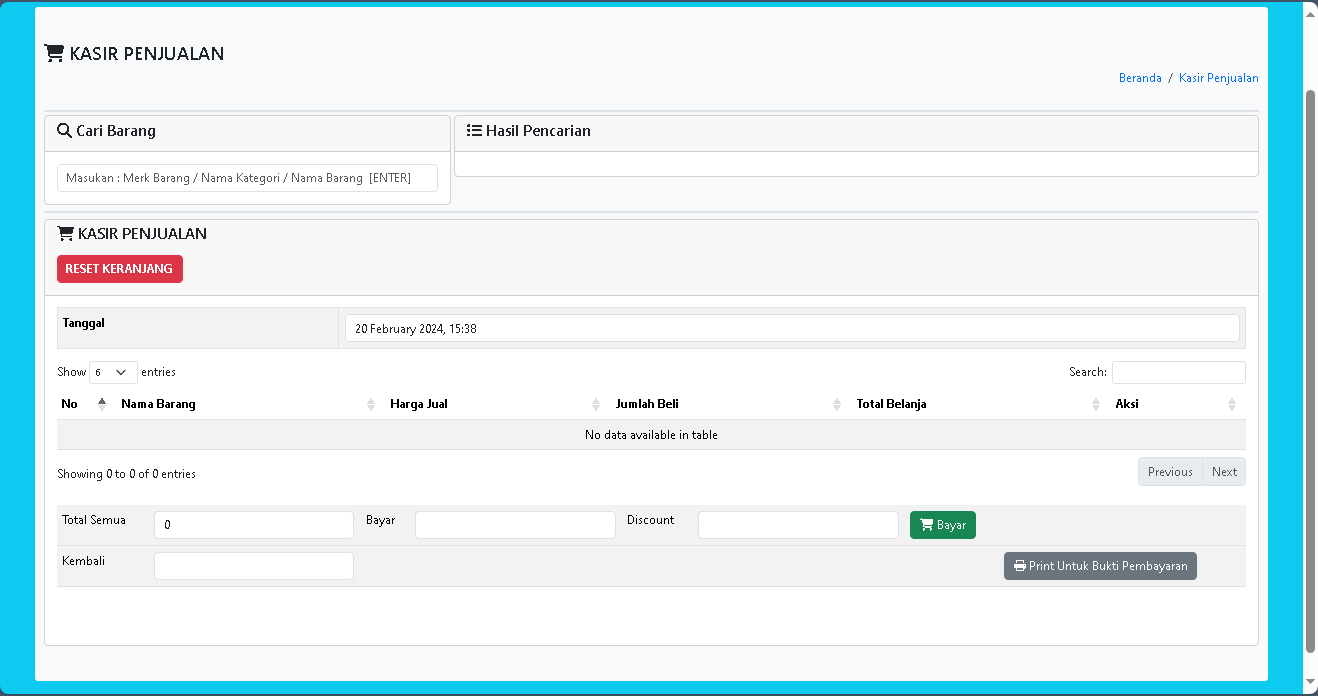 KASIR PENJUALAN
Beranda / Kasir Penjualan
Cari Barang
Hasil Pencarian
Masukan : Merk Barang / Nama Kategori / Nama Barang [ENTER]
KASIR PENJUALAN
RESET KERANJANG
Tanggal 20 February 2024, 15:38
Show 6 entries Search:
No Nama Barang Harga Jual Jumlah Beli Total Belanja Aksi
No data available in table
Showing 0 to 0 of 0 entries Previous Next
Total Semua 0 Bayar Discount Bayar
Kembali Print Untuk Bukti Pembayaran